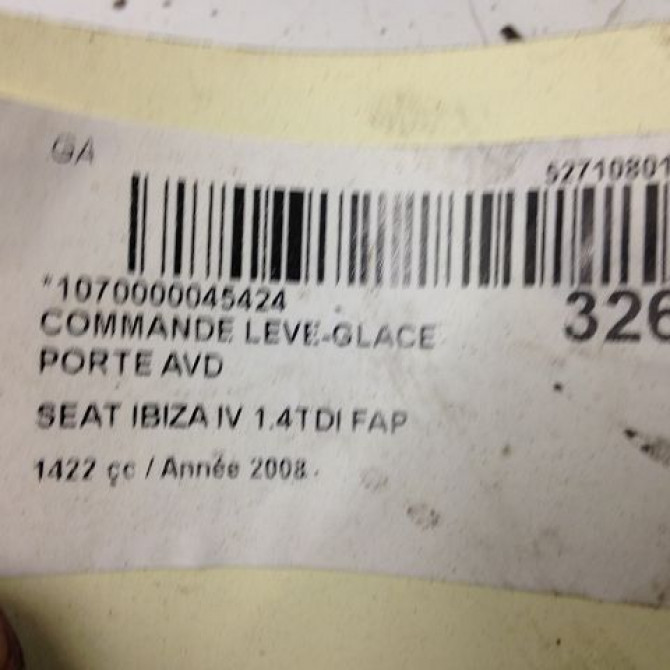 GA
52710801
*1070000045424
326
COMMANDE LEVE-GLACE
PORTE AVD
SEAT IBIZA IV 1.4TDI FAP
1422 cc / Année 2008